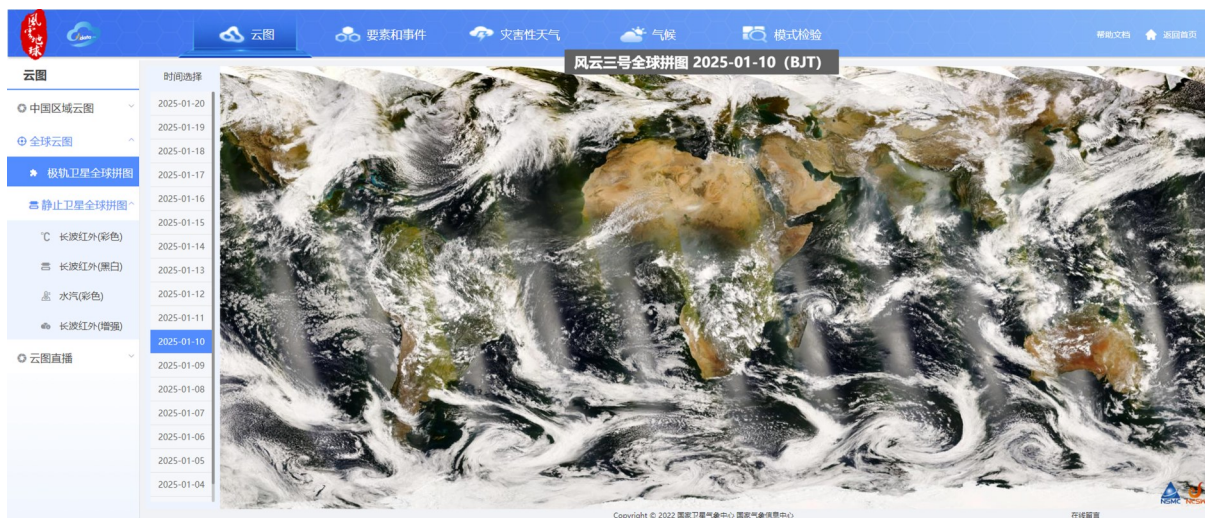 風雲地球
云图
要素和事件
灾害性天气
气候
模式检验
帮助文档
返回首页
风云三号全球拼图 2025-01-10（BJT）
云图
中国区域云图
全球云图
极轨卫星全球拼图
静止卫星全球拼图
℃ 长波红外(彩色)
长波红外(黑白)
水汽(彩色)
长波红外(增强)
云图直播
时间选择
2025-01-20
2025-01-19
2025-01-18
2025-01-17
2025-01-16
2025-01-15
2025-01-14
2025-01-13
2025-01-12
2025-01-11
2025-01-10
2025-01-09
2025-01-08
2025-01-07
2025-01-06
2025-01-05
2025-01-04
NSMC
Copyright © 2022 国家卫星气象中心 国家气象信息中心
在线留言